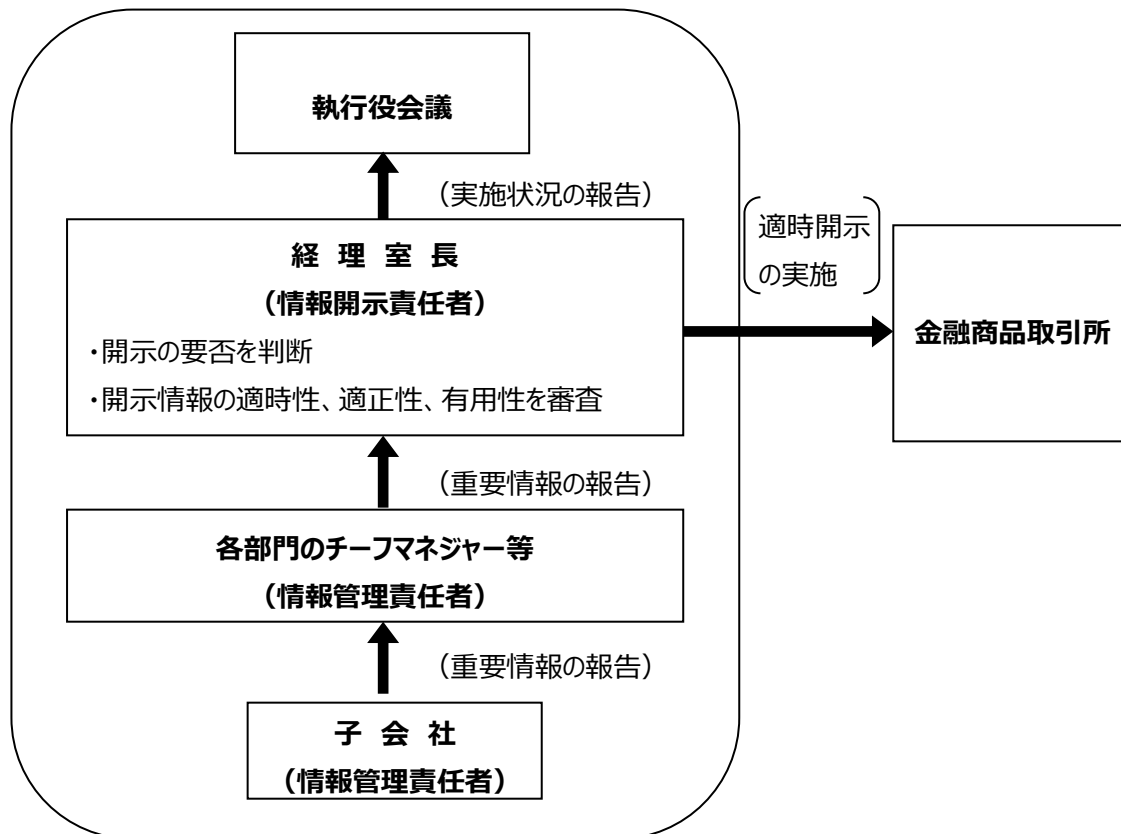 執行役会議
（実施状況の報告）
経 理 室 長
（情報開示責任者）
・開示の要否を判断
・開示情報の適時性、適正性、有用性を審査
適時開示
の実施
金融商品取引所
（重要情報の報告）
各部門のチーフマネジャー等
（情報管理責任者）
（重要情報の報告）
子 会 社
（情報管理責任者）